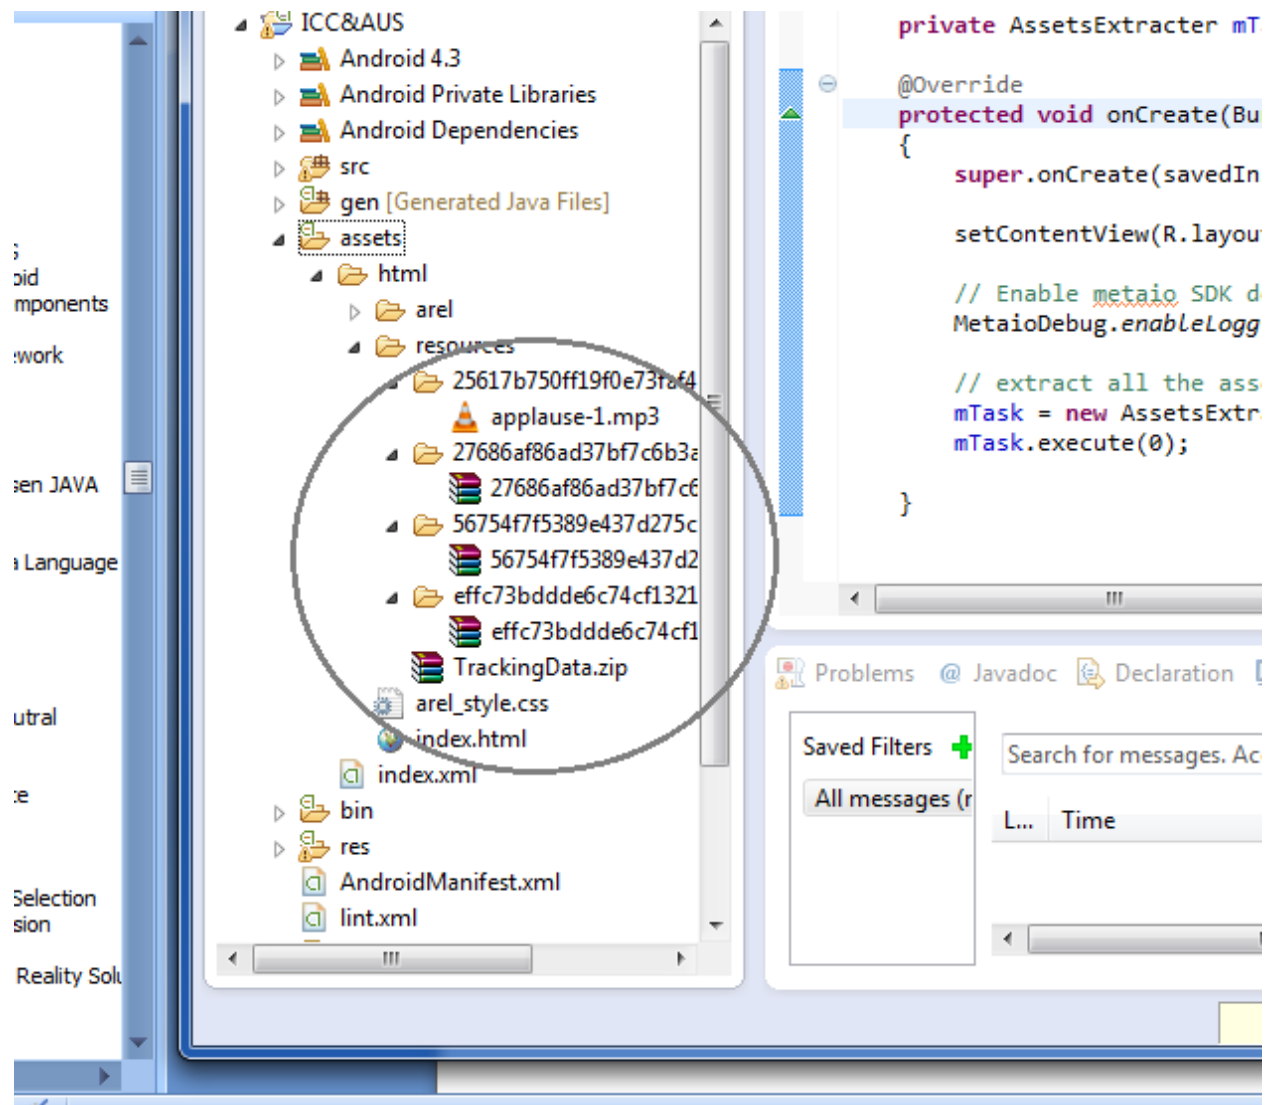 oid
mponents
ework
sen JAVA
a Language
utral
Selection
sion
Reality Solu
ICC&AUS
Android 4.3
Android Private Libraries
Android Dependencies
src
gen [Generated Java Files]
assets
html
arel
resources
25617b750ff19f0e73faf4
applause-1.mp3
27686af86ad37bf7c6b3a
27686af86ad37bf7c6
56754f7f5389e437d275c
56754f7f5389e437d2
effc73bddde6c74cf1321
effc73bddde6c74cf1
TrackingData.zip
arel_style.css
index.html
index.xml
bin
res
AndroidManifest.xml
lint.xml
private AssetsExtracter mT
@Override
protected void onCreate(Bu
{
super.onCreate(savedIn
setContentView(R.layou
// Enable metaio SDK d
MetaioDebug.enableLogg
// extract all the ass
mTask = new AssetsExtr
mTask.execute(0);
}
Problems @ Javadoc Declaration
Saved Filters
Search for messages. Ac
All messages (r
L... Time